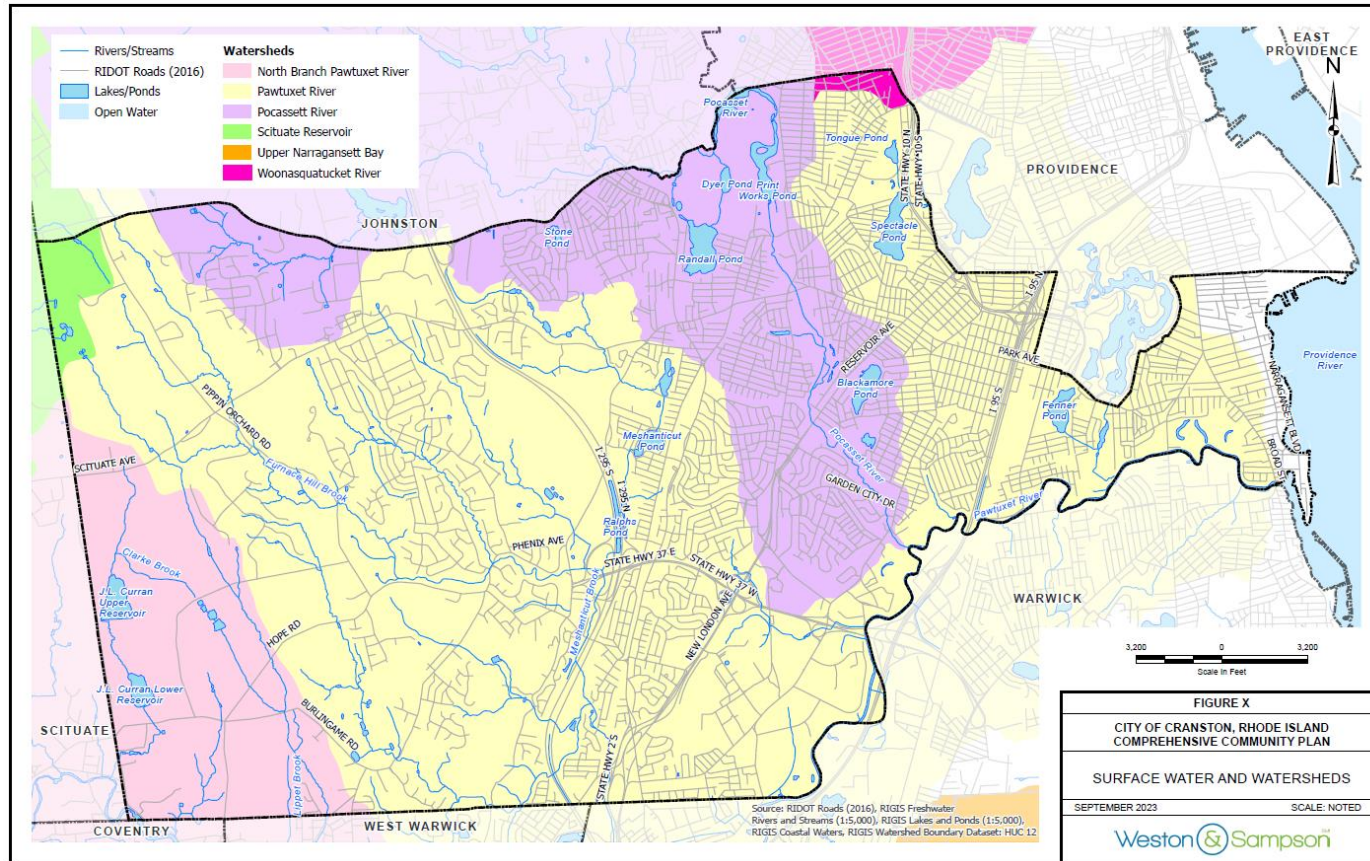 Rivers/Streams
RIDOT Roads (2016)
Lakes/Ponds
Open Water
Watersheds
North Branch Pawtuxet River
Pawtuxet River
Pocassett River
Scituate Reservoir
Upper Narragansett Bay
Woonasquatucket River
EAST
PROVIDENCE
N
Pocasset
River
Tongue Pond
STATE HWY 10 N
STATE HWY 10 S
PROVIDENCE
Dyer Pond
Print
Works Pond
JOHNSTON
Stone
Pond
Spectacle
Pond
Randall Pond
I 95 N
RESERVOIR AVE
PARK AVE
Providence
River
NARRAGANSETT BLVD
BROAD ST
PIPPIN ORCHARD RD
Blackamore
Pond
I 95 S
Fenner
Pond
Meshanticut
Pond
SCITUATE AVE
Furnace Hill Brook
I 295 S
I 295 N
Pocasset River
GARDEN CITY DR
Pawtuxet River
Ralphs
Pond
PHENIX AVE
STATE HWY 37 E
STATE HWY 37 W
Clarke Brook
J.L. Curran
Upper
Reservoir
Meshanticut Brook
NEW LONDON AVE
WARWICK
HOPE RD
J.L. Curran Lower
Reservoir
BURLINGAME RD
SCITUATE
STATE HWY 2 S
Lippet Brook
COVENTRY
WEST WARWICK
3,200 0 3,200
Scale In Feet
Source: RIDOT Roads (2016), RIGIS Freshwater
Rivers and Streams (1:5,000), RIGIS Lakes and Ponds (1:5,000),
RIGIS Coastal Waters, RIGIS Watershed Boundary Dataset: HUC 12
FIGURE X
CITY OF CRANSTON, RHODE ISLAND
COMPREHENSIVE COMMUNITY PLAN
SURFACE WATER AND WATERSHEDS
SEPTEMBER 2023 SCALE: NOTED
Weston & Sampson